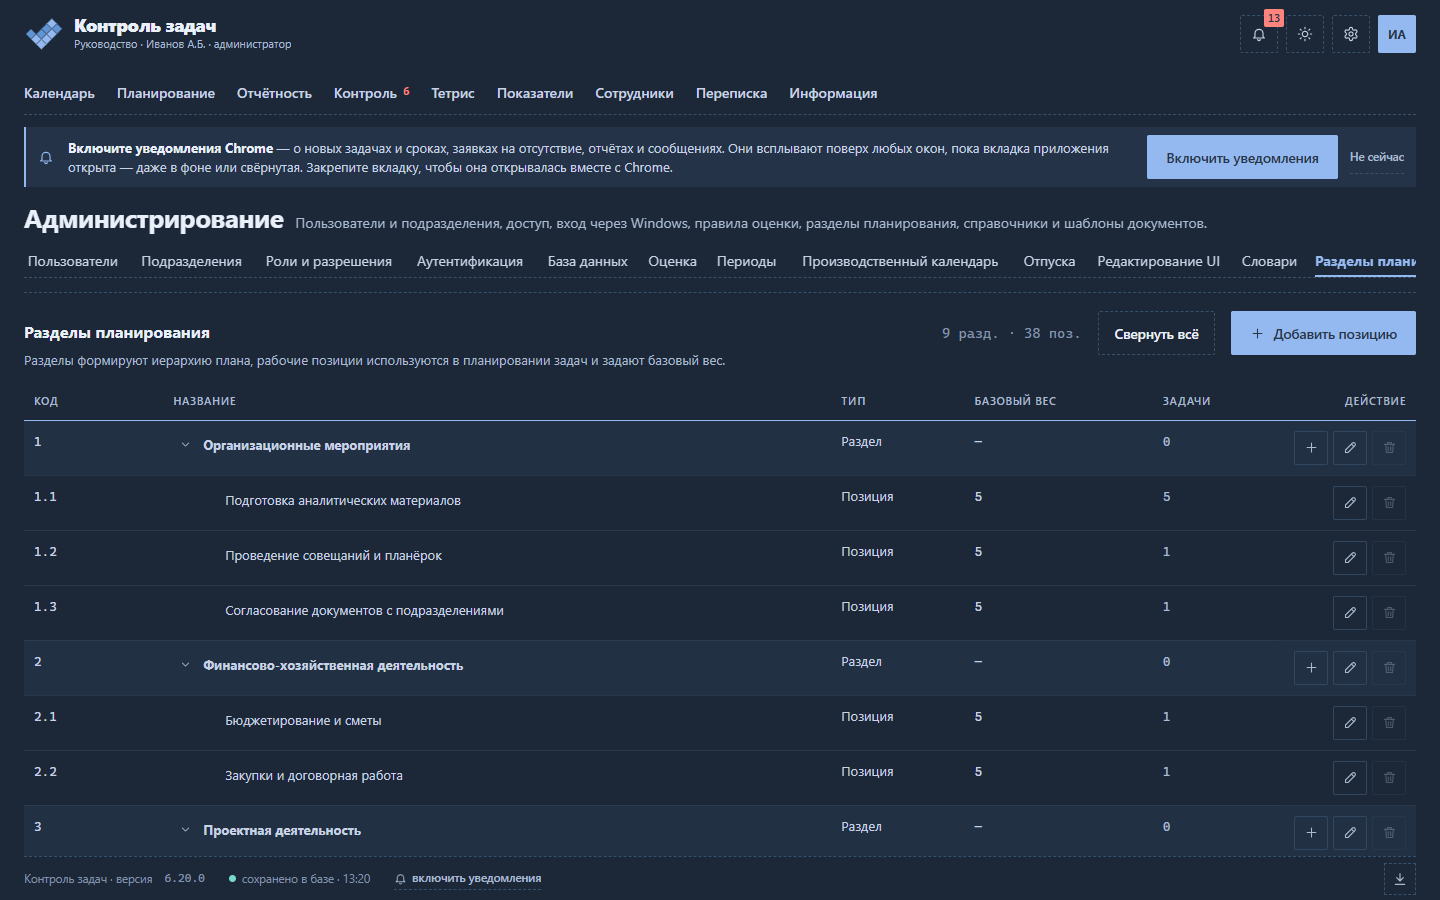 Контроль задач
Руководство · Иванов А.Б. · администратор
13
ИА
Календарь Планирование Отчётность Контроль 6 Тетрис Показатели Сотрудники Переписка Информация
Включите уведомления Chrome — о новых задачах и сроках, заявках на отсутствие, отчётах и сообщениях. Они всплывают поверх любых окон, пока вкладка приложения
открыта — даже в фоне или свёрнутая. Закрепите вкладку, чтобы она открывалась вместе с Chrome.
Включить уведомления
Не сейчас
Администрирование Пользователи и подразделения, доступ, вход через Windows, правила оценки, разделы планирования, справочники и шаблоны документов.
Пользователи Подразделения Роли и разрешения Аутентификация База данных Оценка Периоды Производственный календарь Отпуска Редактирование UI Словари Разделы плани
Разделы планирования
9 разд. · 38 поз.
Свернуть всё
+ Добавить позицию
Разделы формируют иерархию плана, рабочие позиции используются в планировании задач и задают базовый вес.
КОД НАЗВАНИЕ ТИП БАЗОВЫЙ ВЕС ЗАДАЧИ ДЕЙСТВИЕ
1 Организационные мероприятия Раздел — 0
1.1 Подготовка аналитических материалов Позиция 5 5
1.2 Проведение совещаний и планёрок Позиция 5 1
1.3 Согласование документов с подразделениями Позиция 5 1
2 Финансово-хозяйственная деятельность Раздел — 0
2.1 Бюджетирование и сметы Позиция 5 1
2.2 Закупки и договорная работа Позиция 5 1
3 Проектная деятельность Раздел — 0
Контроль задач · версия 6.20.0 сохранено в базе · 13:20 включить уведомления